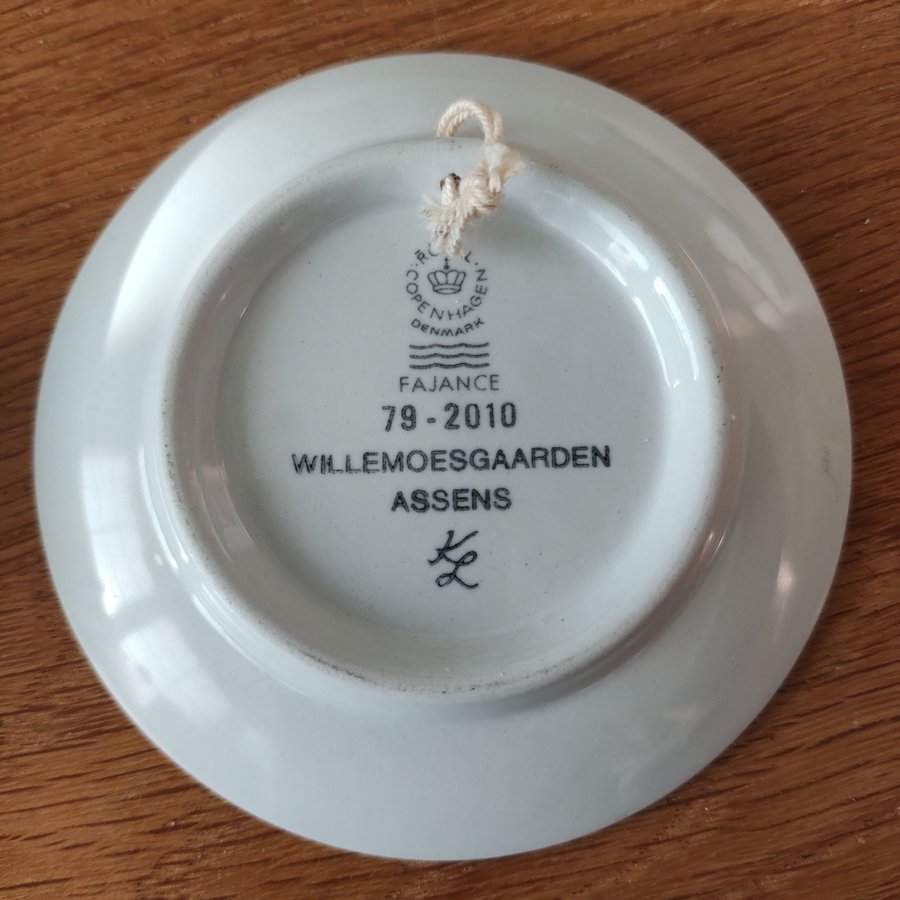 ROYAL
COPENHAGEN
DENMARK
FAJANCE
79-2010
WILLEMOESGAARDEN
ASSENS
KL